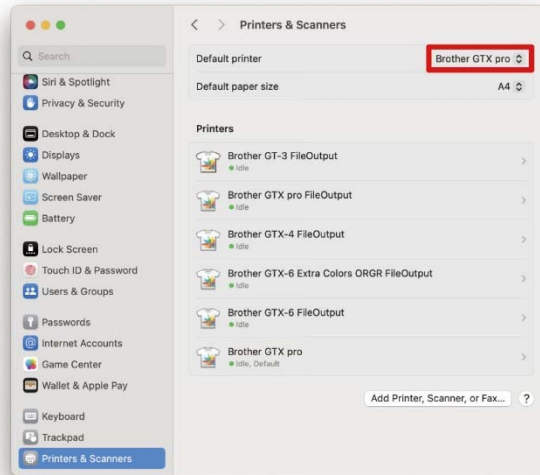 Printers & Scanners
Search
Siri & Spotlight
Privacy & Security
Desktop & Dock
Displays
Wallpaper
Screen Saver
Battery
Lock Screen
Touch ID & Password
Users & Groups
Passwords
Internet Accounts
Game Center
Wallet & Apple Pay
Keyboard
Trackpad
Printers & Scanners
Default printer
Brother GTX pro
Default paper size
A4
Printers
Brother GT-3 FileOutput
Idle
Brother GTX pro FileOutput
Idle
Brother GTX-4 FileOutput
Idle
Brother GTX-6 Extra Colors ORGR FileOutput
Idle
Brother GTX-6 FileOutput
Idle
Brother GTX pro
Idle, Default
Add Printer, Scanner, or Fax...
?